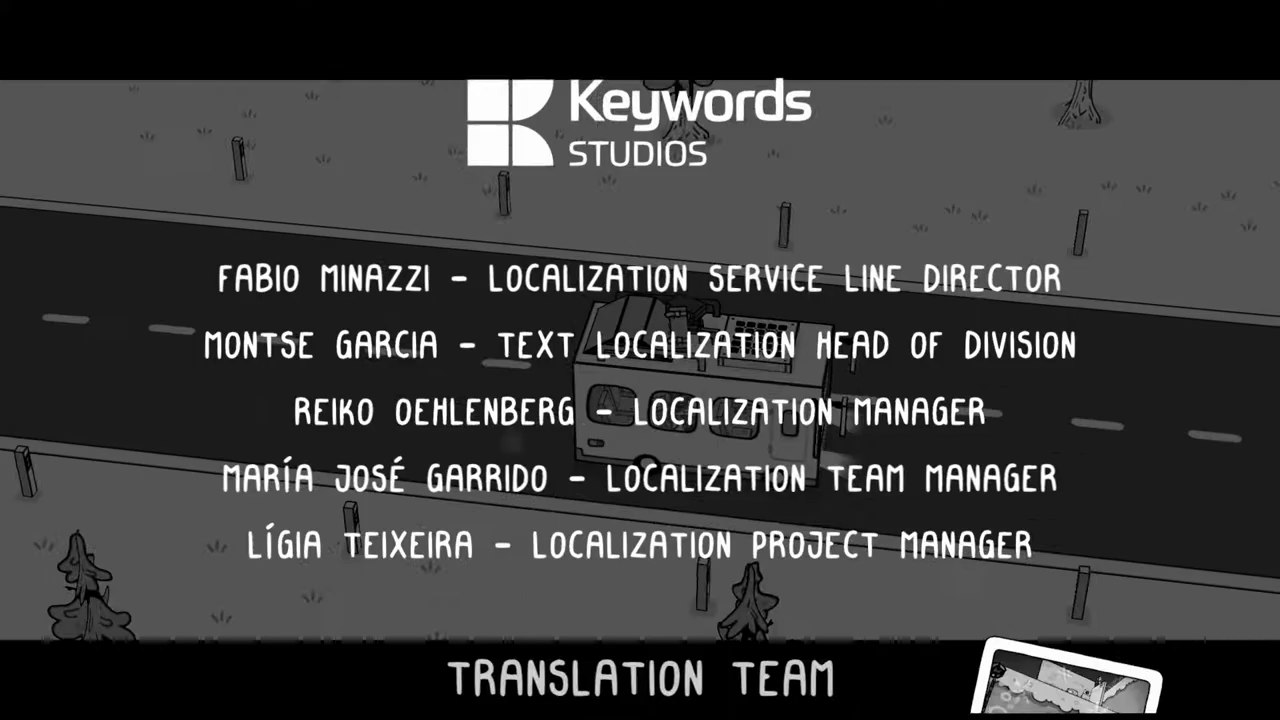 Keywords
STUDIOS
FABIO MINAZZI – LOCALIZATION SERVICE LINE DIRECTOR
MONTSE GARCIA – TEXT LOCALIZATION HEAD OF DIVISION
REIKO OEHLENBERG – LOCALIZATION MANAGER
MARÍA JOSÉ GARRIDO – LOCALIZATION TEAM MANAGER
LÍGIA TEIXEIRA – LOCALIZATION PROJECT MANAGER
TRANSLATION TEAM